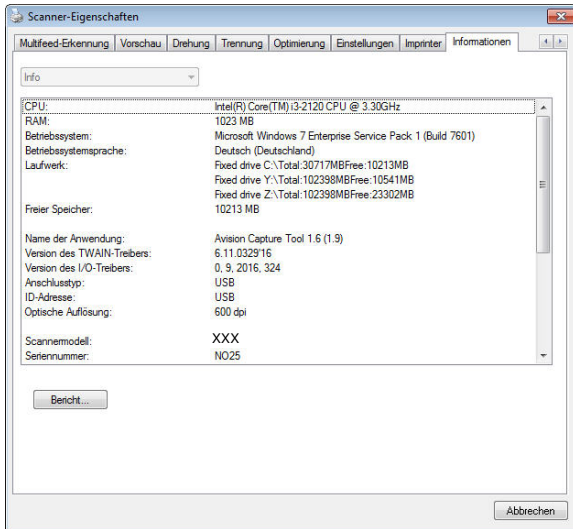 Scanner-Eigenschaften
Multifeed-Erkennung Vorschau Drehung Trennung Optimierung Einstellungen Imprinter Informationen
Info
CPU: Intel(R) Core(TM) i3-2120 CPU @ 3.30GHz
RAM: 1023 MB
Betriebssystem: Microsoft Windows 7 Enterprise Service Pack 1 (Build 7601)
Betriebssystemsprache: Deutsch (Deutschland)
Laufwerk: Fixed drive C:\Total:30717MBFree:10213MB
Fixed drive Y:\Total:102398MBFree:10541MB
Fixed drive Z:\Total:102398MBFree:23302MB
Freier Speicher: 10213 MB
Name der Anwendung: Avision Capture Tool 1.6 (1.9)
Version des TWAIN-Treibers: 6.11.0329'16
Version des I/O-Treibers: 0, 9, 2016, 324
Anschlusstyp: USB
ID-Adresse: USB
Optische Auflösung: 600 dpi
Scannermodell: XXX
Seriennummer: NO25
Bericht...
Abbrechen